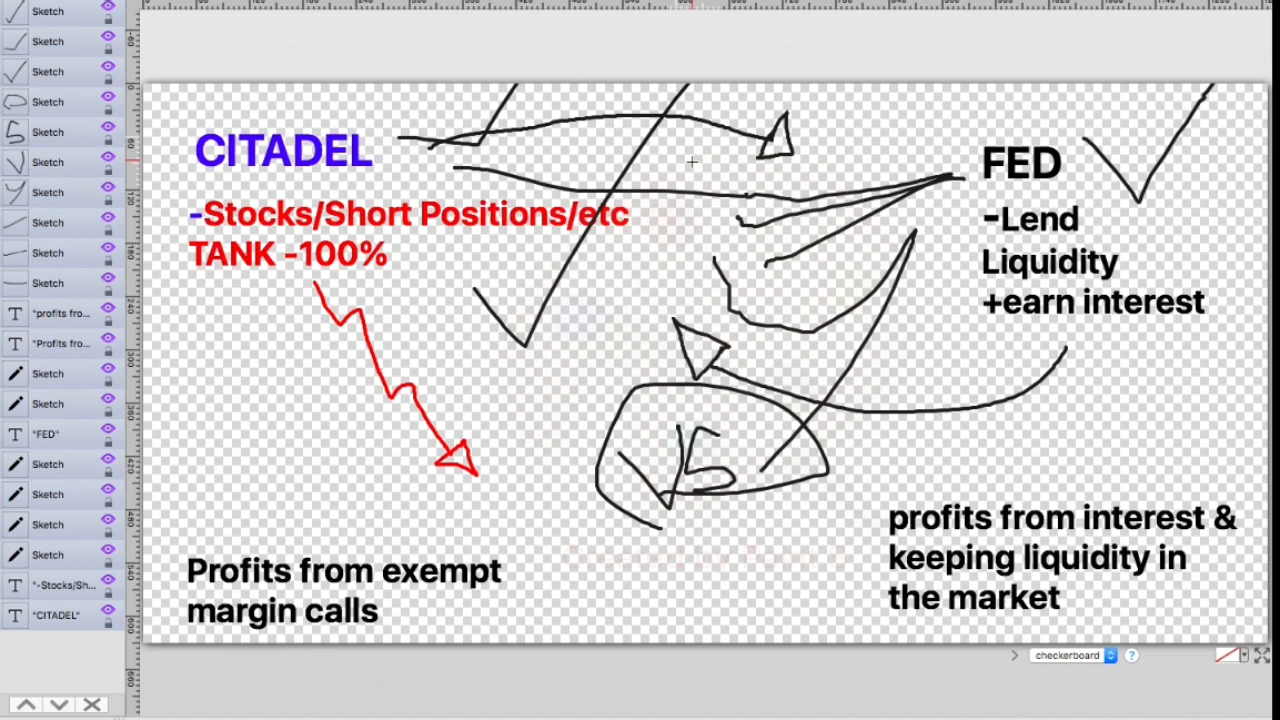 Sketch
Sketch
Sketch
Sketch
Sketch
Sketch
Sketch
Sketch
Sketch
Sketch
T "profits fro...
T "Profits fro...
Sketch
Sketch
T "FED"
Sketch
Sketch
Sketch
Sketch
T "-Stocks/Sh...
T "CITADEL"
CITADEL
-Stocks/Short Positions/etc
TANK -100%
Profits from exempt
margin calls
FED
-Lend
Liquidity
+earn interest
profits from interest &
keeping liquidity in
the market
checkerboard
?